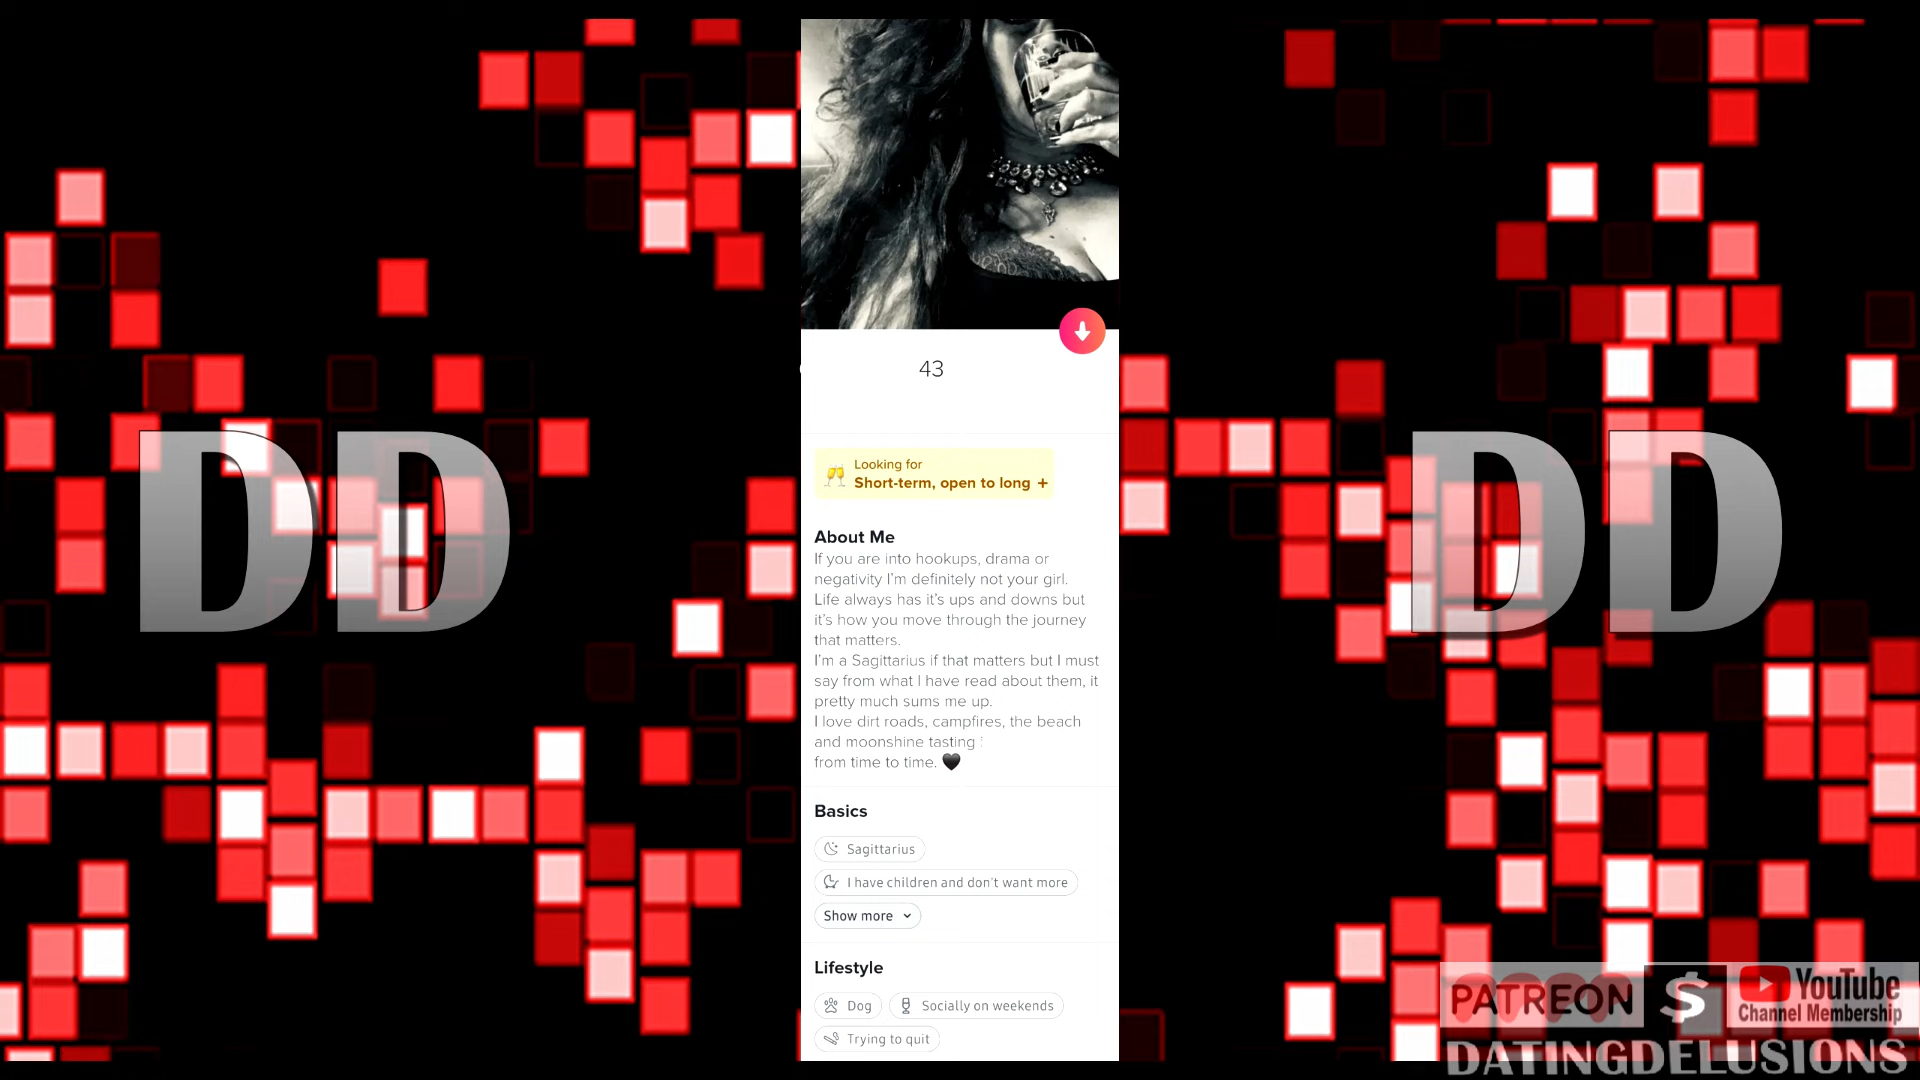 43
Looking for
Short-term, open to long +
About Me
If you are into hookups, drama or
negativity I'm definitely not your girl.
Life always has it's ups and downs but
it's how you move through the journey
that matters.
I'm a Sagittarius if that matters but I must
say from what I have read about them, it
pretty much sums me up.
I love dirt roads, campfires, the beach
and moonshine tasting
from time to time. 🖤
Basics
Sagittarius
I have children and don't want more
Show more
Lifestyle
Dog
Socially on weekends
Trying to quit
DD
DD
PATREON $ YouTube
Channel Membership
DATINGDELUSIONS